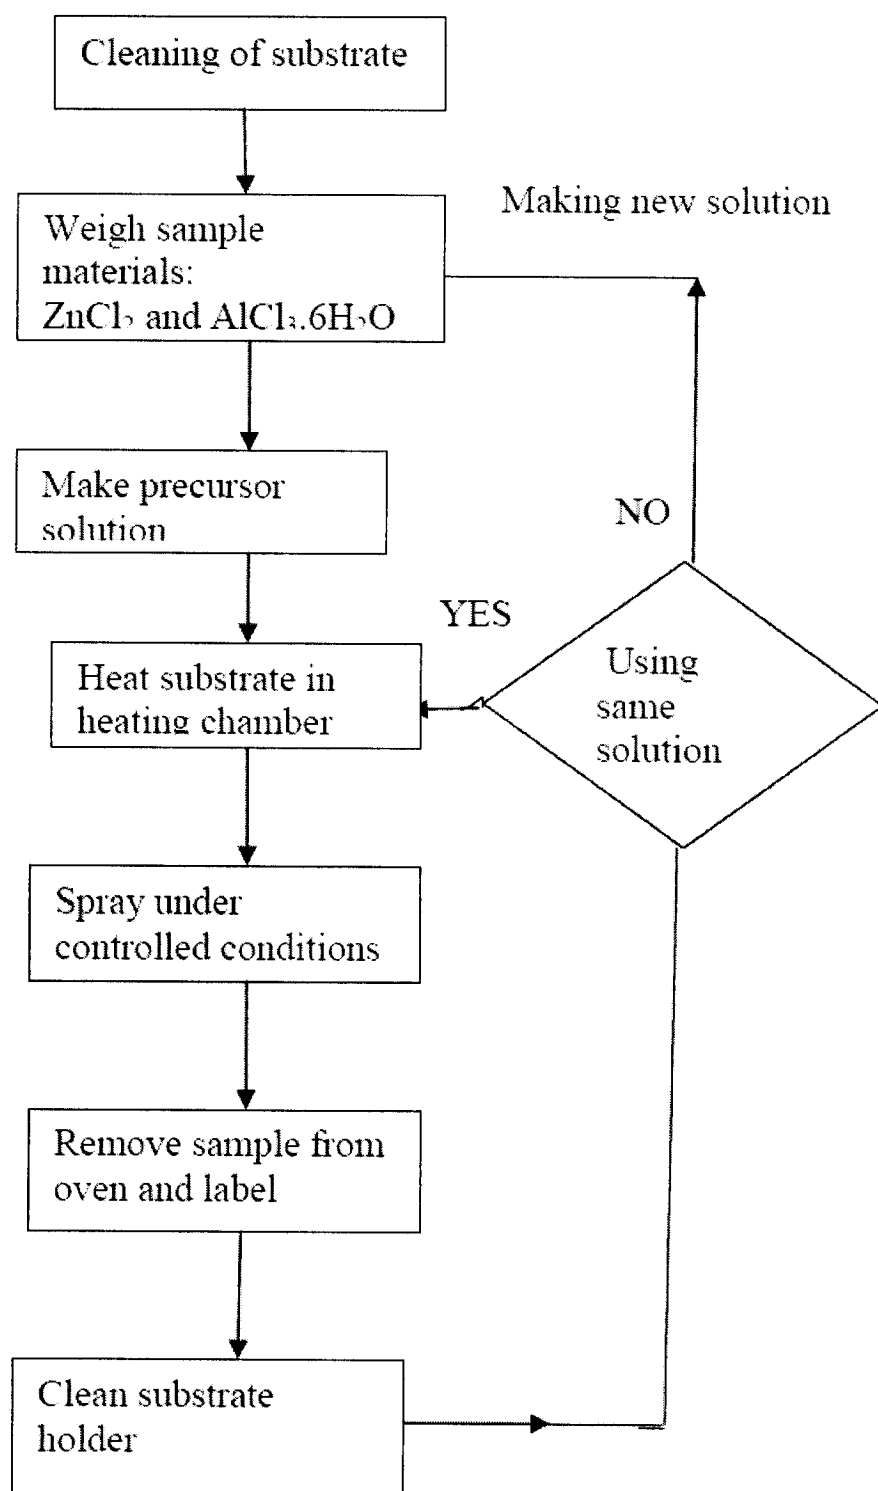 Cleaning of substrate
Weigh sample
materials:
ZnCl₂ and AlCl₃.6H₂O
Making new solution
Make precursor
solution
NO
YES
Heat substrate in
heating chamber
Using
same
solution
Spray under
controlled conditions
Remove sample from
oven and label
Clean substrate
holder